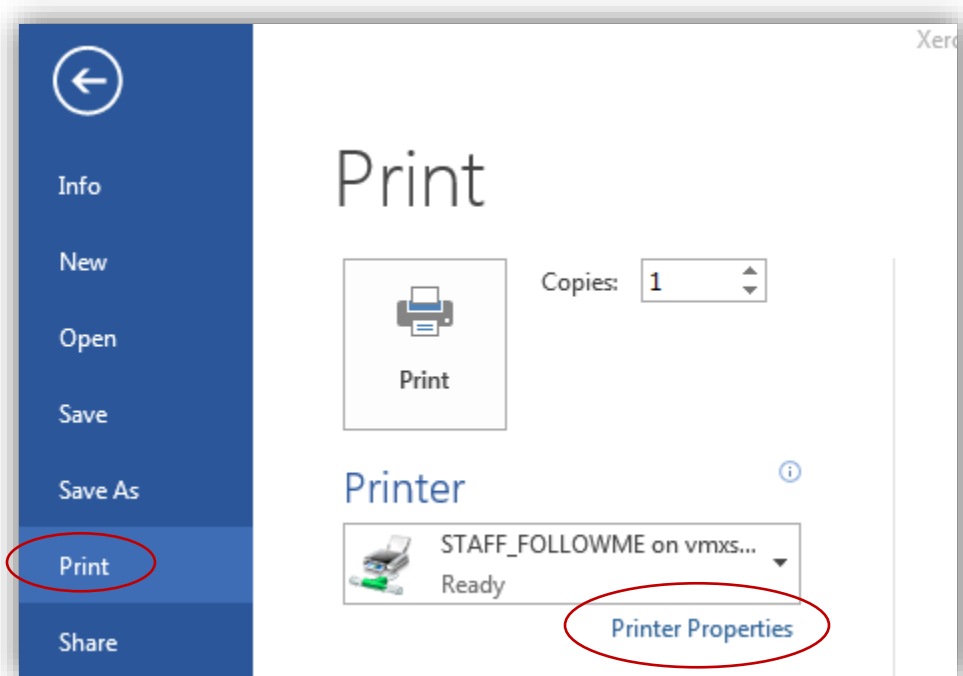 Info
New
Open
Save
Save As
Print
Share
Print
Copies: 1
Print
Printer
STAFF_FOLLOWME on vmxs...
Ready
Printer Properties